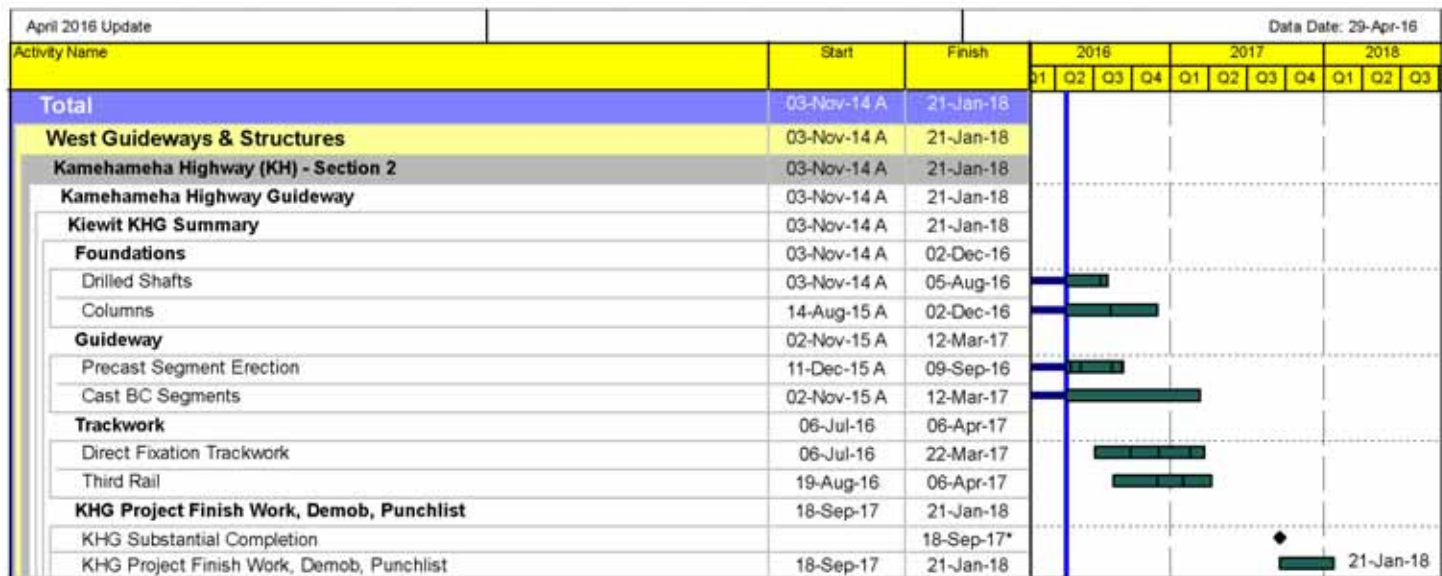 April 2016 Update Data Date: 29-Apr-16
Activity Name Start Finish 2016 2017 2018
Q1 Q2 Q3 Q4 Q1 Q2 Q3 Q4 Q1 Q2 Q3
Total 03-Nov-14 A 21-Jan-18
West Guideways & Structures 03-Nov-14 A 21-Jan-18
Kamehameha Highway (KH) - Section 2 03-Nov-14 A 21-Jan-18
Kamehameha Highway Guideway 03-Nov-14 A 21-Jan-18
Kiewit KHG Summary 03-Nov-14 A 21-Jan-18
Foundations 03-Nov-14 A 02-Dec-16
Drilled Shafts 03-Nov-14 A 05-Aug-16
Columns 14-Aug-15 A 02-Dec-16
Guideway 02-Nov-15 A 12-Mar-17
Precast Segment Erection 11-Dec-15 A 09-Sep-16
Cast BC Segments 02-Nov-15 A 12-Mar-17
Trackwork 06-Jul-16 06-Apr-17
Direct Fixation Trackwork 06-Jul-16 22-Mar-17
Third Rail 19-Aug-16 06-Apr-17
KHG Project Finish Work, Demob, Punchlist 18-Sep-17 21-Jan-18
KHG Substantial Completion 18-Sep-17*
KHG Project Finish Work, Demob, Punchlist 18-Sep-17 21-Jan-18 21-Jan-18